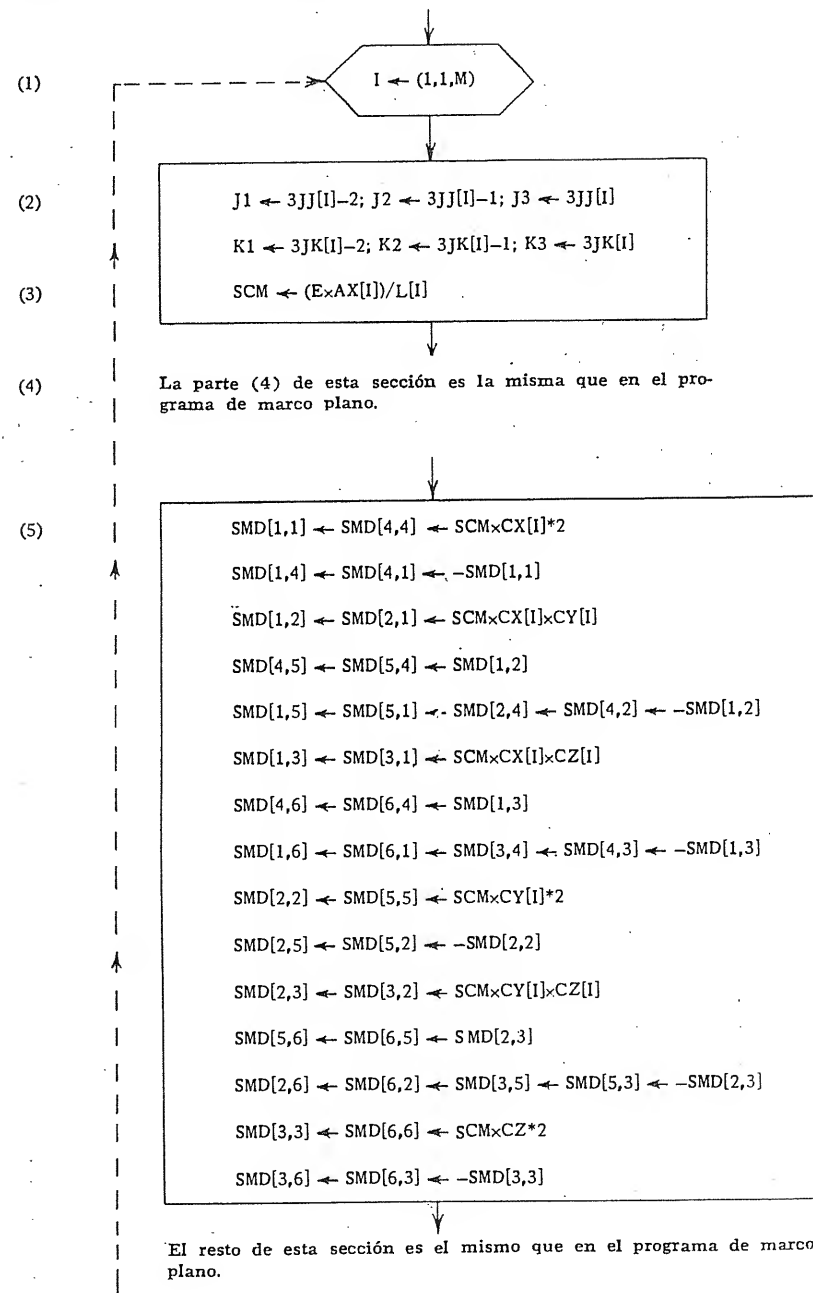 (1) I ← (1,1,M)
(2) J1 ← 3JJ[I]–2; J2 ← 3JJ[I]–1; J3 ← 3JJ[I]
K1 ← 3JK[I]–2; K2 ← 3JK[I]–1; K3 ← 3JK[I]
(3) SCM ← (E×AX[I])/L[I]
(4) La parte (4) de esta sección es la misma que en el pro-
grama de marco plano.
(5) SMD[1,1] ← SMD[4,4] ← SCM×CX[I]*2
SMD[1,4] ← SMD[4,1] ← –SMD[1,1]
SMD[1,2] ← SMD[2,1] ← SCM×CX[I]×CY[I]
SMD[4,5] ← SMD[5,4] ← SMD[1,2]
SMD[1,5] ← SMD[5,1] ← SMD[2,4] ← SMD[4,2] ← –SMD[1,2]
SMD[1,3] ← SMD[3,1] ← SCM×CX[I]×CZ[I]
SMD[4,6] ← SMD[6,4] ← SMD[1,3]
SMD[1,6] ← SMD[6,1] ← SMD[3,4] ← SMD[4,3] ← –SMD[1,3]
SMD[2,2] ← SMD[5,5] ← SCM×CY[I]*2
SMD[2,5] ← SMD[5,2] ← –SMD[2,2]
SMD[2,3] ← SMD[3,2] ← SCM×CY[I]×CZ[I]
SMD[5,6] ← SMD[6,5] ← SMD[2,3]
SMD[2,6] ← SMD[6,2] ← SMD[3,5] ← SMD[5,3] ← –SMD[2,3]
SMD[3,3] ← SMD[6,6] ← SCM×CZ*2
SMD[3,6] ← SMD[6,3] ← –SMD[3,3]
El resto de esta sección es el mismo que en el programa de marco
plano.